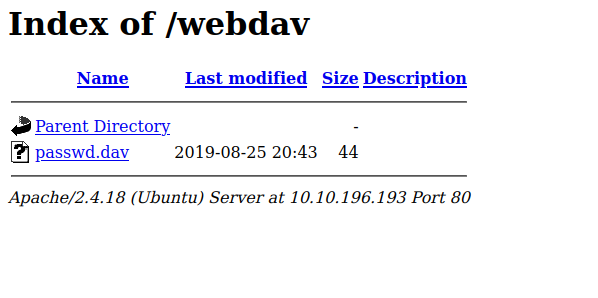 Index of /webdav
Name Last modified Size Description
Parent Directory -
passwd.dav 2019-08-25 20:43 44
Apache/2.4.18 (Ubuntu) Server at 10.10.196.193 Port 80